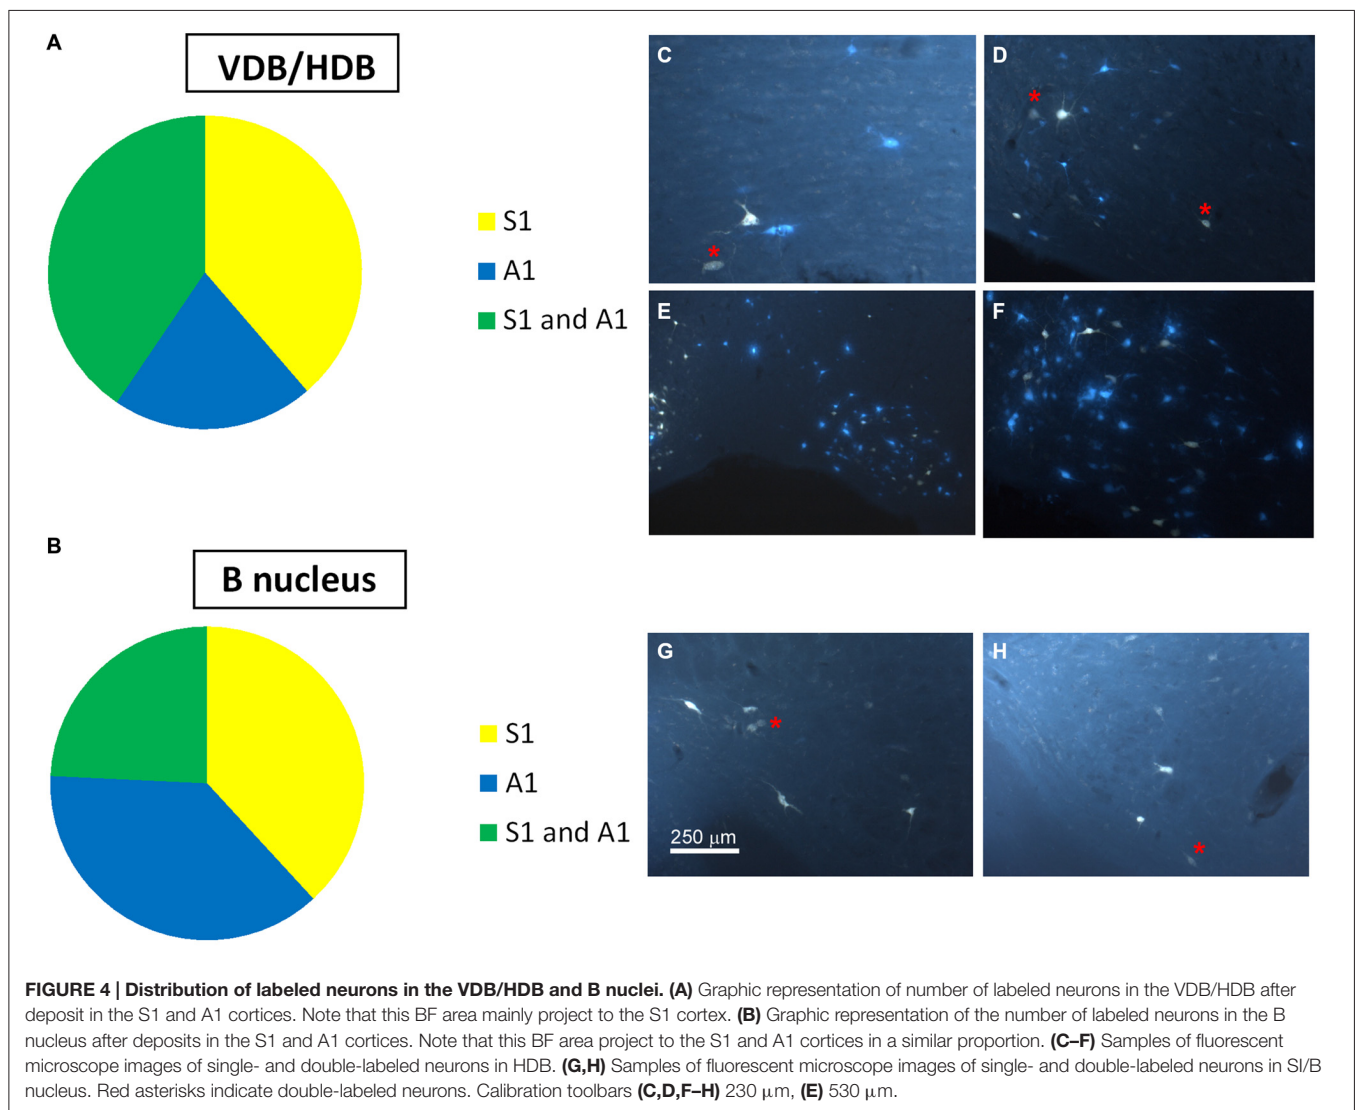 A
VDB/HDB
S1
A1
S1 and A1
B
B nucleus
S1
A1
S1 and A1
C
*
D
*
*
E
F
G
*
250 μm
H
*
FIGURE 4 | Distribution of labeled neurons in the VDB/HDB and B nuclei. (A) Graphic representation of number of labeled neurons in the VDB/HDB after
deposit in the S1 and A1 cortices. Note that this BF area mainly project to the S1 cortex. (B) Graphic representation of the number of labeled neurons in the B
nucleus after deposits in the S1 and A1 cortices. Note that this BF area project to the S1 and A1 cortices in a similar proportion. (C–F) Samples of fluorescent
microscope images of single- and double-labeled neurons in HDB. (G,H) Samples of fluorescent microscope images of single- and double-labeled neurons in SI/B
nucleus. Red asterisks indicate double-labeled neurons. Calibration toolbars (C,D,F–H) 230 μm, (E) 530 μm.